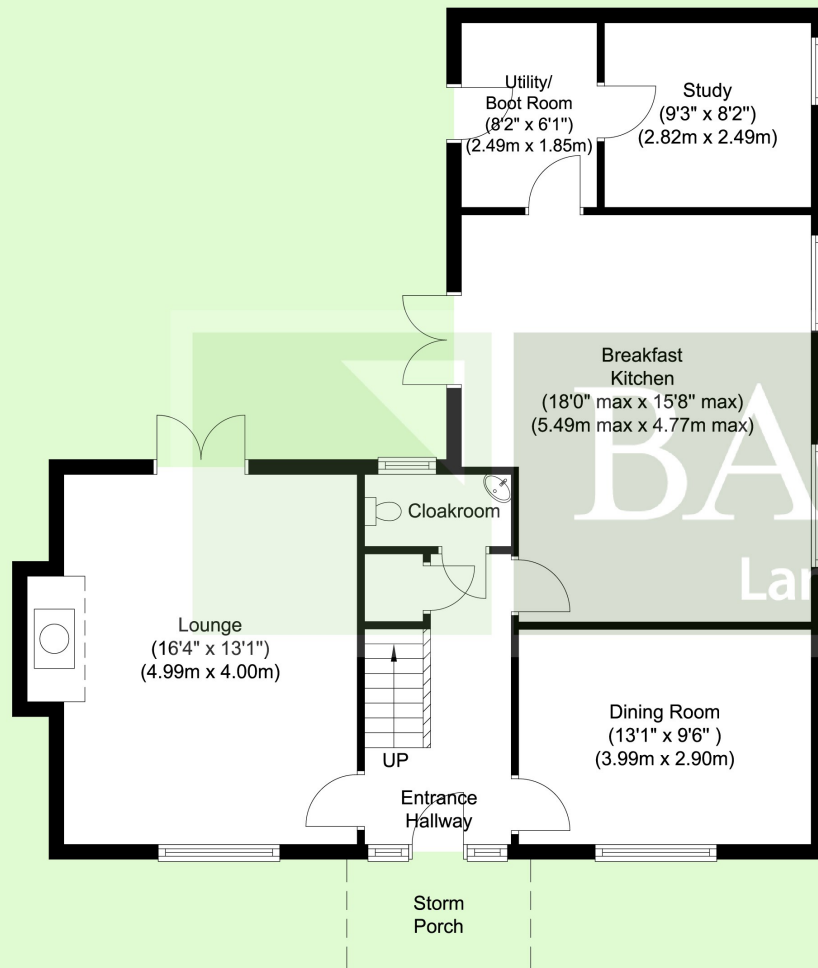 Utility/
Boot Room
(8'2" x 6'1")
(2.49m x 1.85m)
Study
(9'3" x 8'2")
(2.82m x 2.49m)
Breakfast
Kitchen
(18'0" max x 15'8" max)
(5.49m max x 4.77m max)
BA
Lar
Cloakroom
Lounge
(16'4" x 13'1")
(4.99m x 4.00m)
UP
Dining Room
(13'1" x 9'6" )
(3.99m x 2.90m)
Entrance
Hallway
Storm
Porch